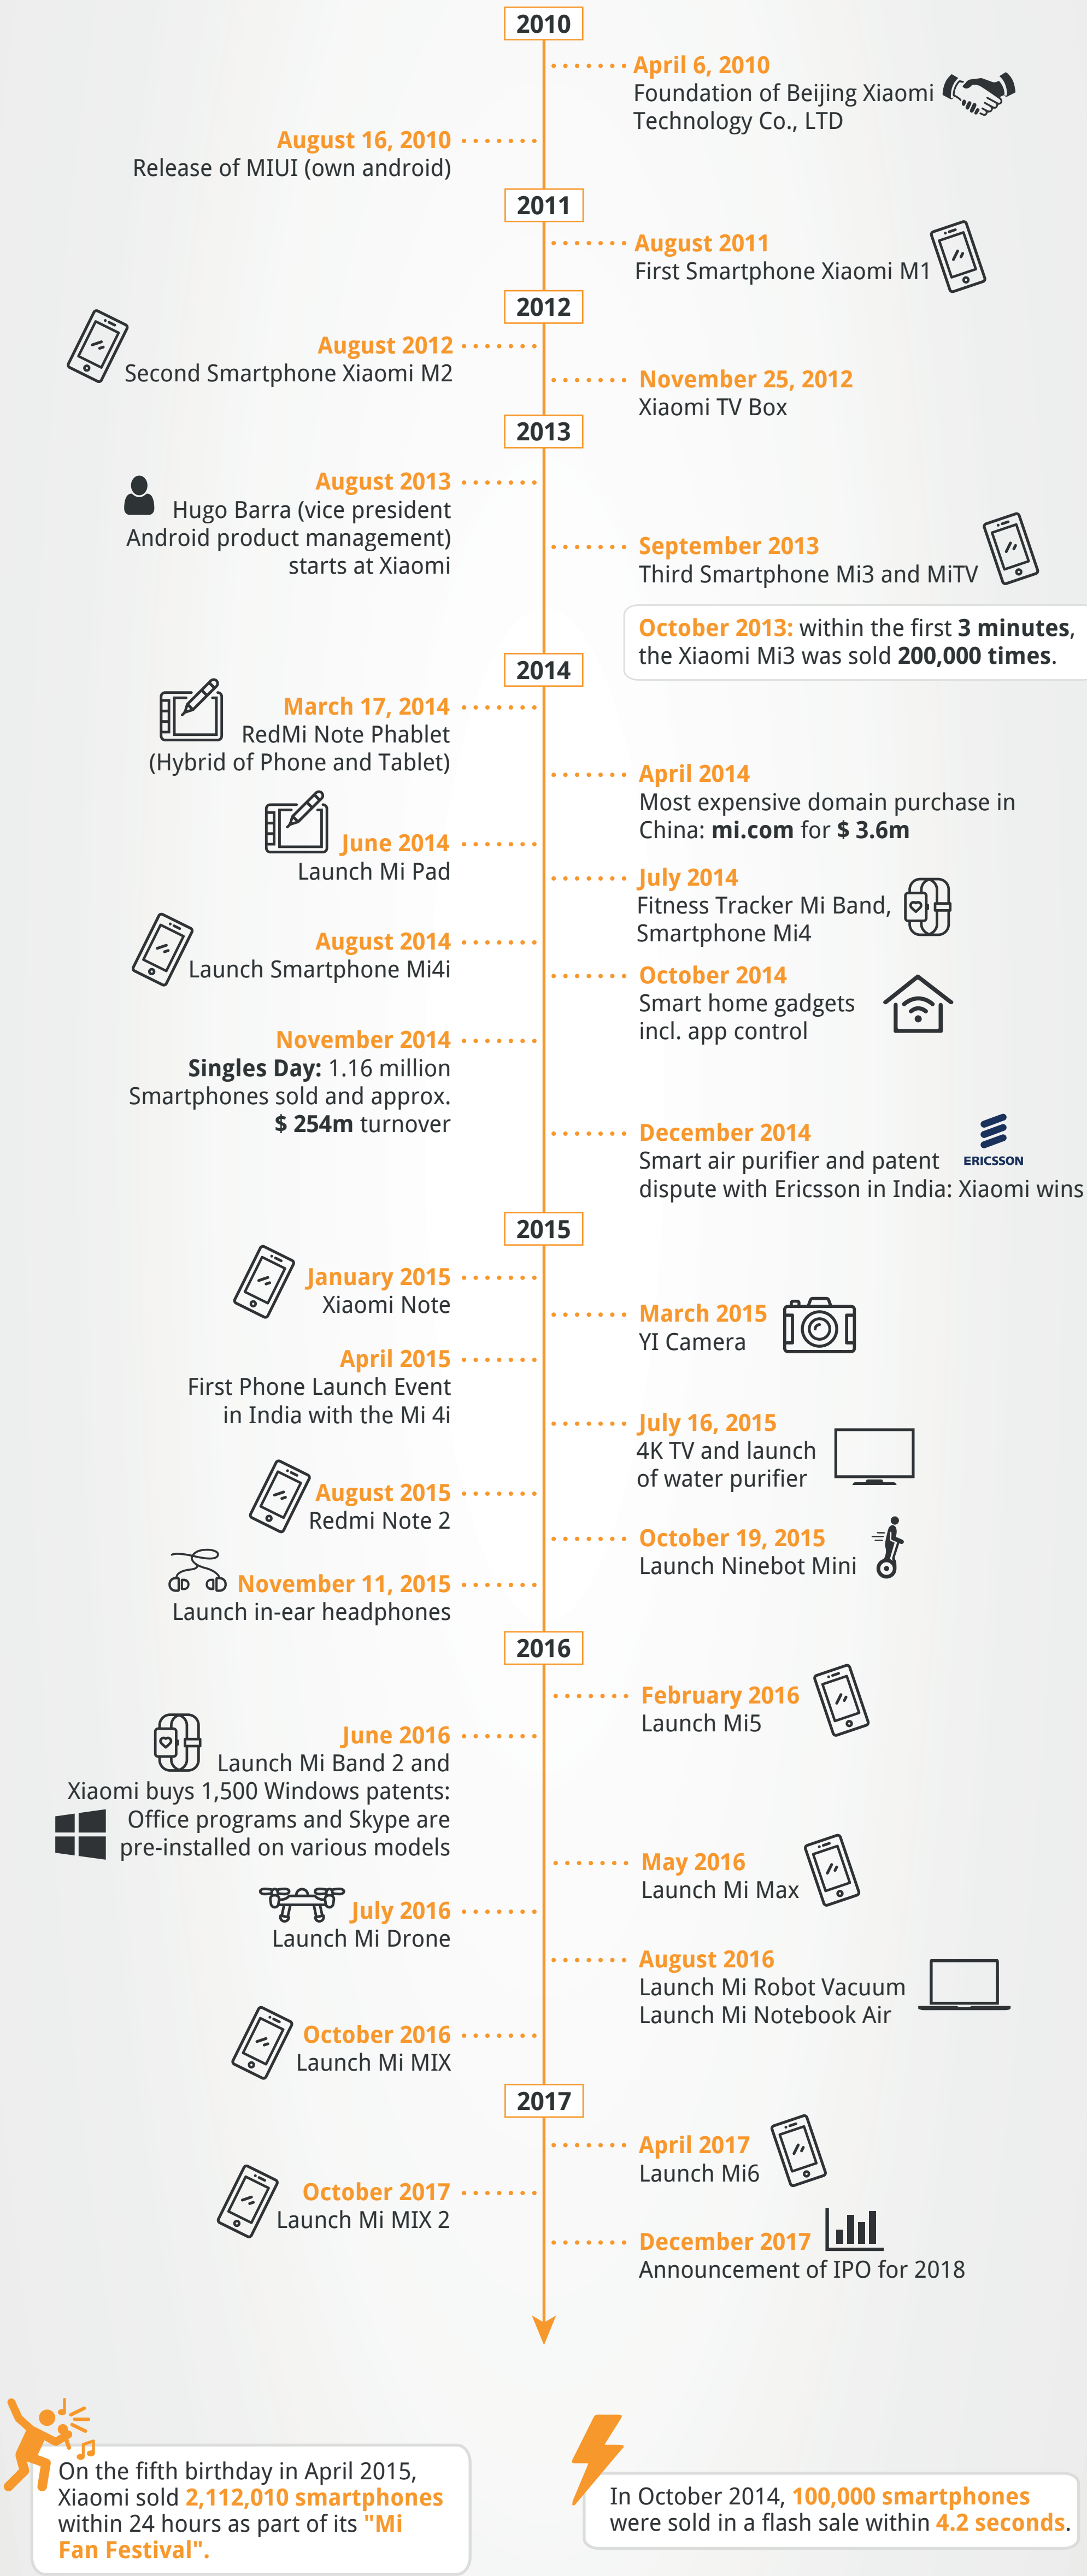 2010
April 6, 2010
Foundation of Beijing Xiaomi
Technology Co., LTD
August 16, 2010
Release of MIUI (own android)
2011
August 2011
First Smartphone Xiaomi M1
2012
August 2012
Second Smartphone Xiaomi M2
November 25, 2012
Xiaomi TV Box
2013
August 2013
Hugo Barra (vice president
Android product management)
starts at Xiaomi
September 2013
Third Smartphone Mi3 and MiTV
October 2013: within the first 3 minutes,
the Xiaomi Mi3 was sold 200,000 times.
2014
March 17, 2014
RedMi Note Phablet
(Hybrid of Phone and Tablet)
April 2014
Most expensive domain purchase in
China: mi.com for $ 3.6m
June 2014
Launch Mi Pad
July 2014
Fitness Tracker Mi Band,
Smartphone Mi4
August 2014
Launch Smartphone Mi4i
October 2014
Smart home gadgets
incl. app control
November 2014
Singles Day: 1.16 million
Smartphones sold and approx.
$ 254m turnover
December 2014
Smart air purifier and patent
dispute with Ericsson in India: Xiaomi wins
ERICSSON
2015
January 2015
Xiaomi Note
March 2015
YI Camera
April 2015
First Phone Launch Event
in India with the Mi 4i
July 16, 2015
4K TV and launch
of water purifier
August 2015
Redmi Note 2
October 19, 2015
Launch Ninebot Mini
November 11, 2015
Launch in-ear headphones
2016
February 2016
Launch Mi5
June 2016
Launch Mi Band 2 and
Xiaomi buys 1,500 Windows patents:
Office programs and Skype are
pre-installed on various models
May 2016
Launch Mi Max
July 2016
Launch Mi Drone
August 2016
Launch Mi Robot Vacuum
Launch Mi Notebook Air
October 2016
Launch Mi MIX
2017
April 2017
Launch Mi6
October 2017
Launch Mi MIX 2
December 2017
Announcement of IPO for 2018
On the fifth birthday in April 2015,
Xiaomi sold 2,112,010 smartphones
within 24 hours as part of its "Mi
Fan Festival".
In October 2014, 100,000 smartphones
were sold in a flash sale within 4.2 seconds.